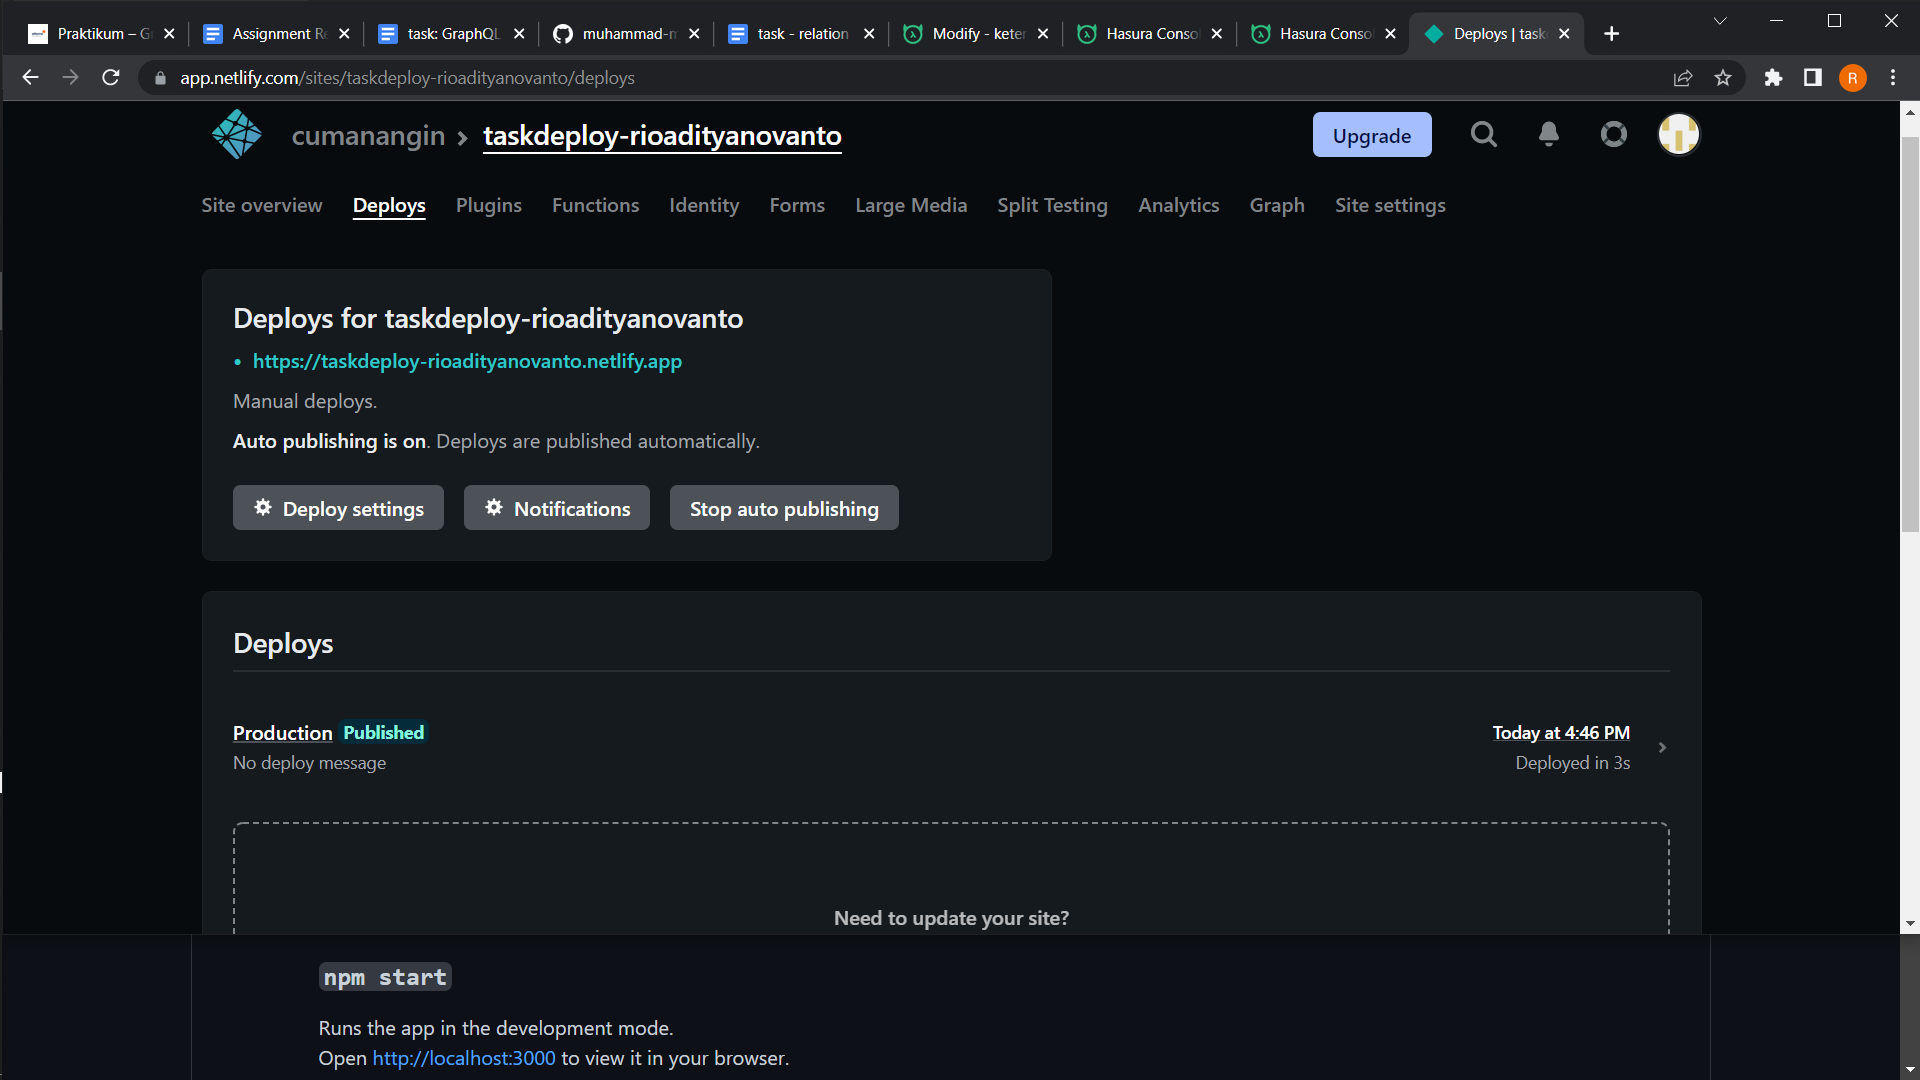 Praktikum – G
Assignment Re
task: GraphQL
muhammad-m
task - relation
Modify - keter
Hasura Conso
Hasura Conso
Deploys | task
app.netlify.com/sites/taskdeploy-rioadityanovanto/deploys
R
cumanangin
taskdeploy-rioadityanovanto
Upgrade
Site overview
Deploys
Plugins
Functions
Identity
Forms
Large Media
Split Testing
Analytics
Graph
Site settings
Deploys for taskdeploy-rioadityanovanto
• https://taskdeploy-rioadityanovanto.netlify.app
Manual deploys.
Auto publishing is on. Deploys are published automatically.
Deploy settings
Notifications
Stop auto publishing
Deploys
Production Published
Today at 4:46 PM
No deploy message
Deployed in 3s
Need to update your site?
npm start
Runs the app in the development mode.
Open http://localhost:3000 to view it in your browser.